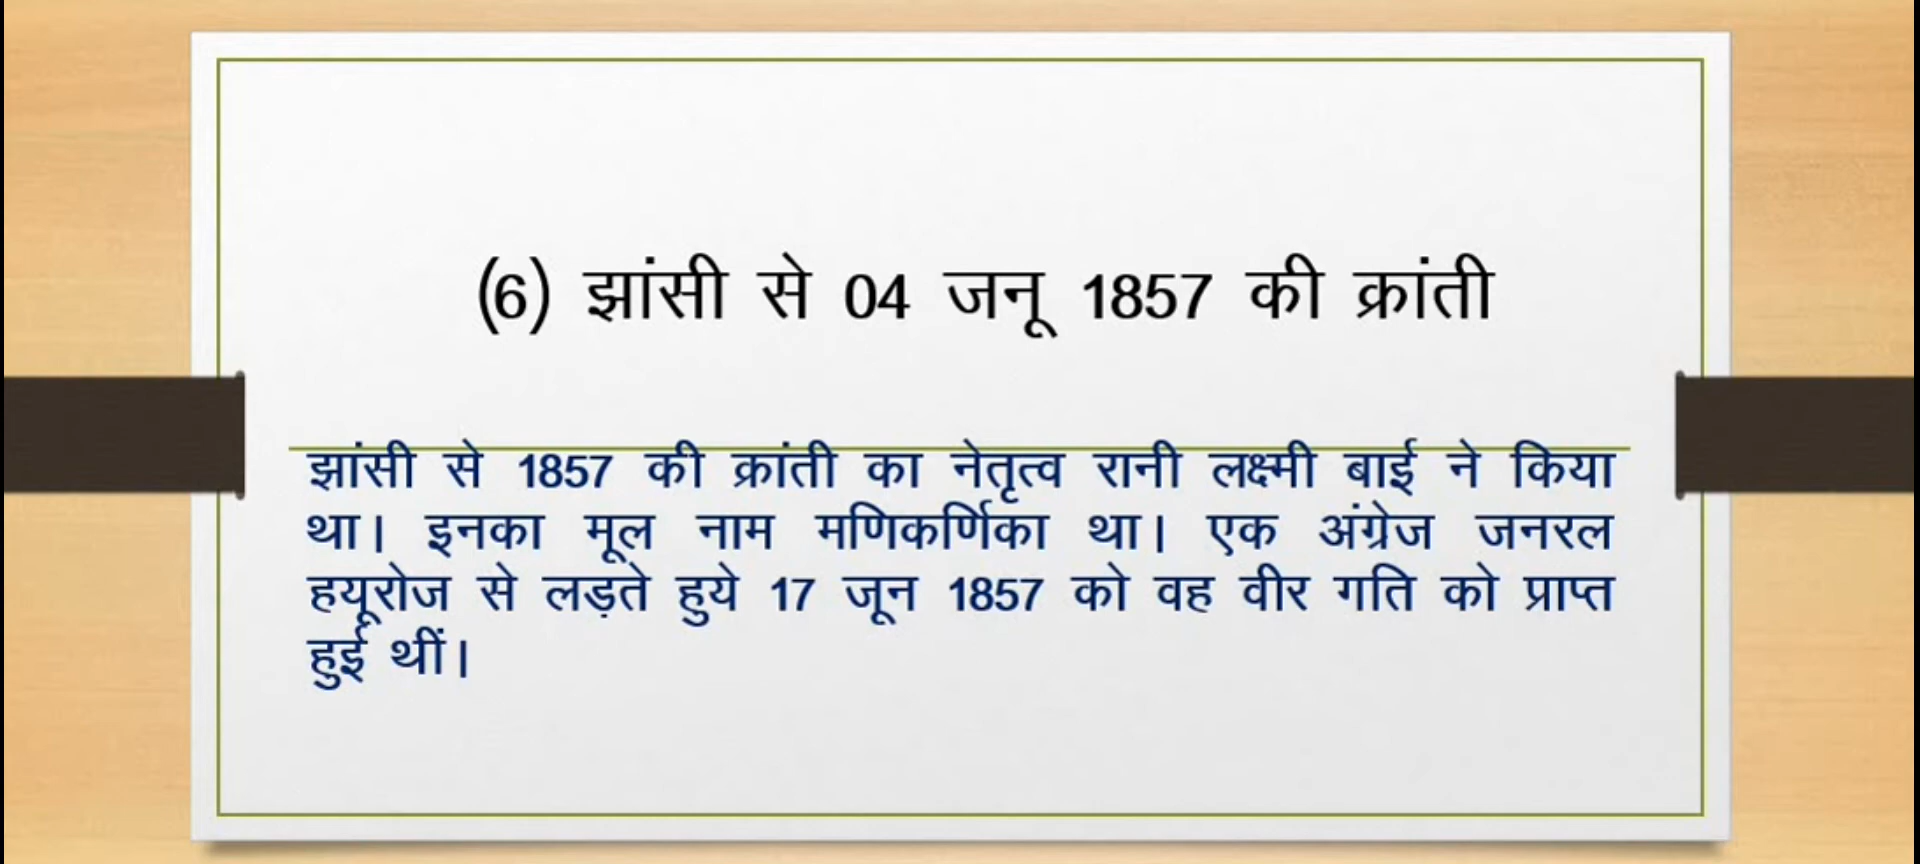 (6) झांसी से 04 जनू 1857 की क्रांती
झांसी से 1857 की क्रांती का नेतृत्व रानी लक्ष्मी बाई ने किया
था। इनका मूल नाम मणिकर्णिका था। एक अंग्रेज जनरल
हयूरोज से लड़ते हुये 17 जून 1857 को वह वीर गति को प्राप्त
हुई थीं।